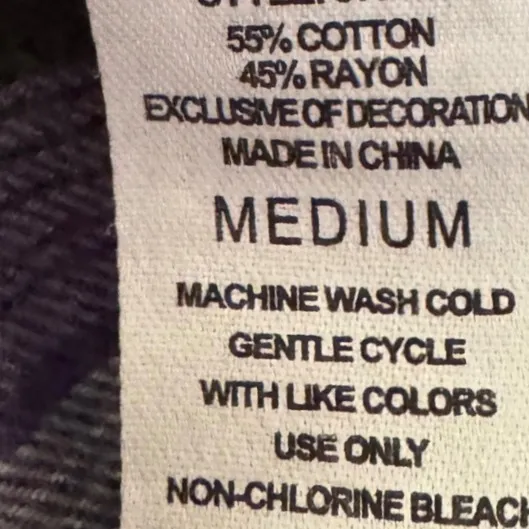 55% COTTON
45% RAYON
EXCLUSIVE OF DECORATION
MADE IN CHINA
MEDIUM
MACHINE WASH COLD
GENTLE CYCLE
WITH LIKE COLORS
USE ONLY
NON-CHLORINE BLEACH